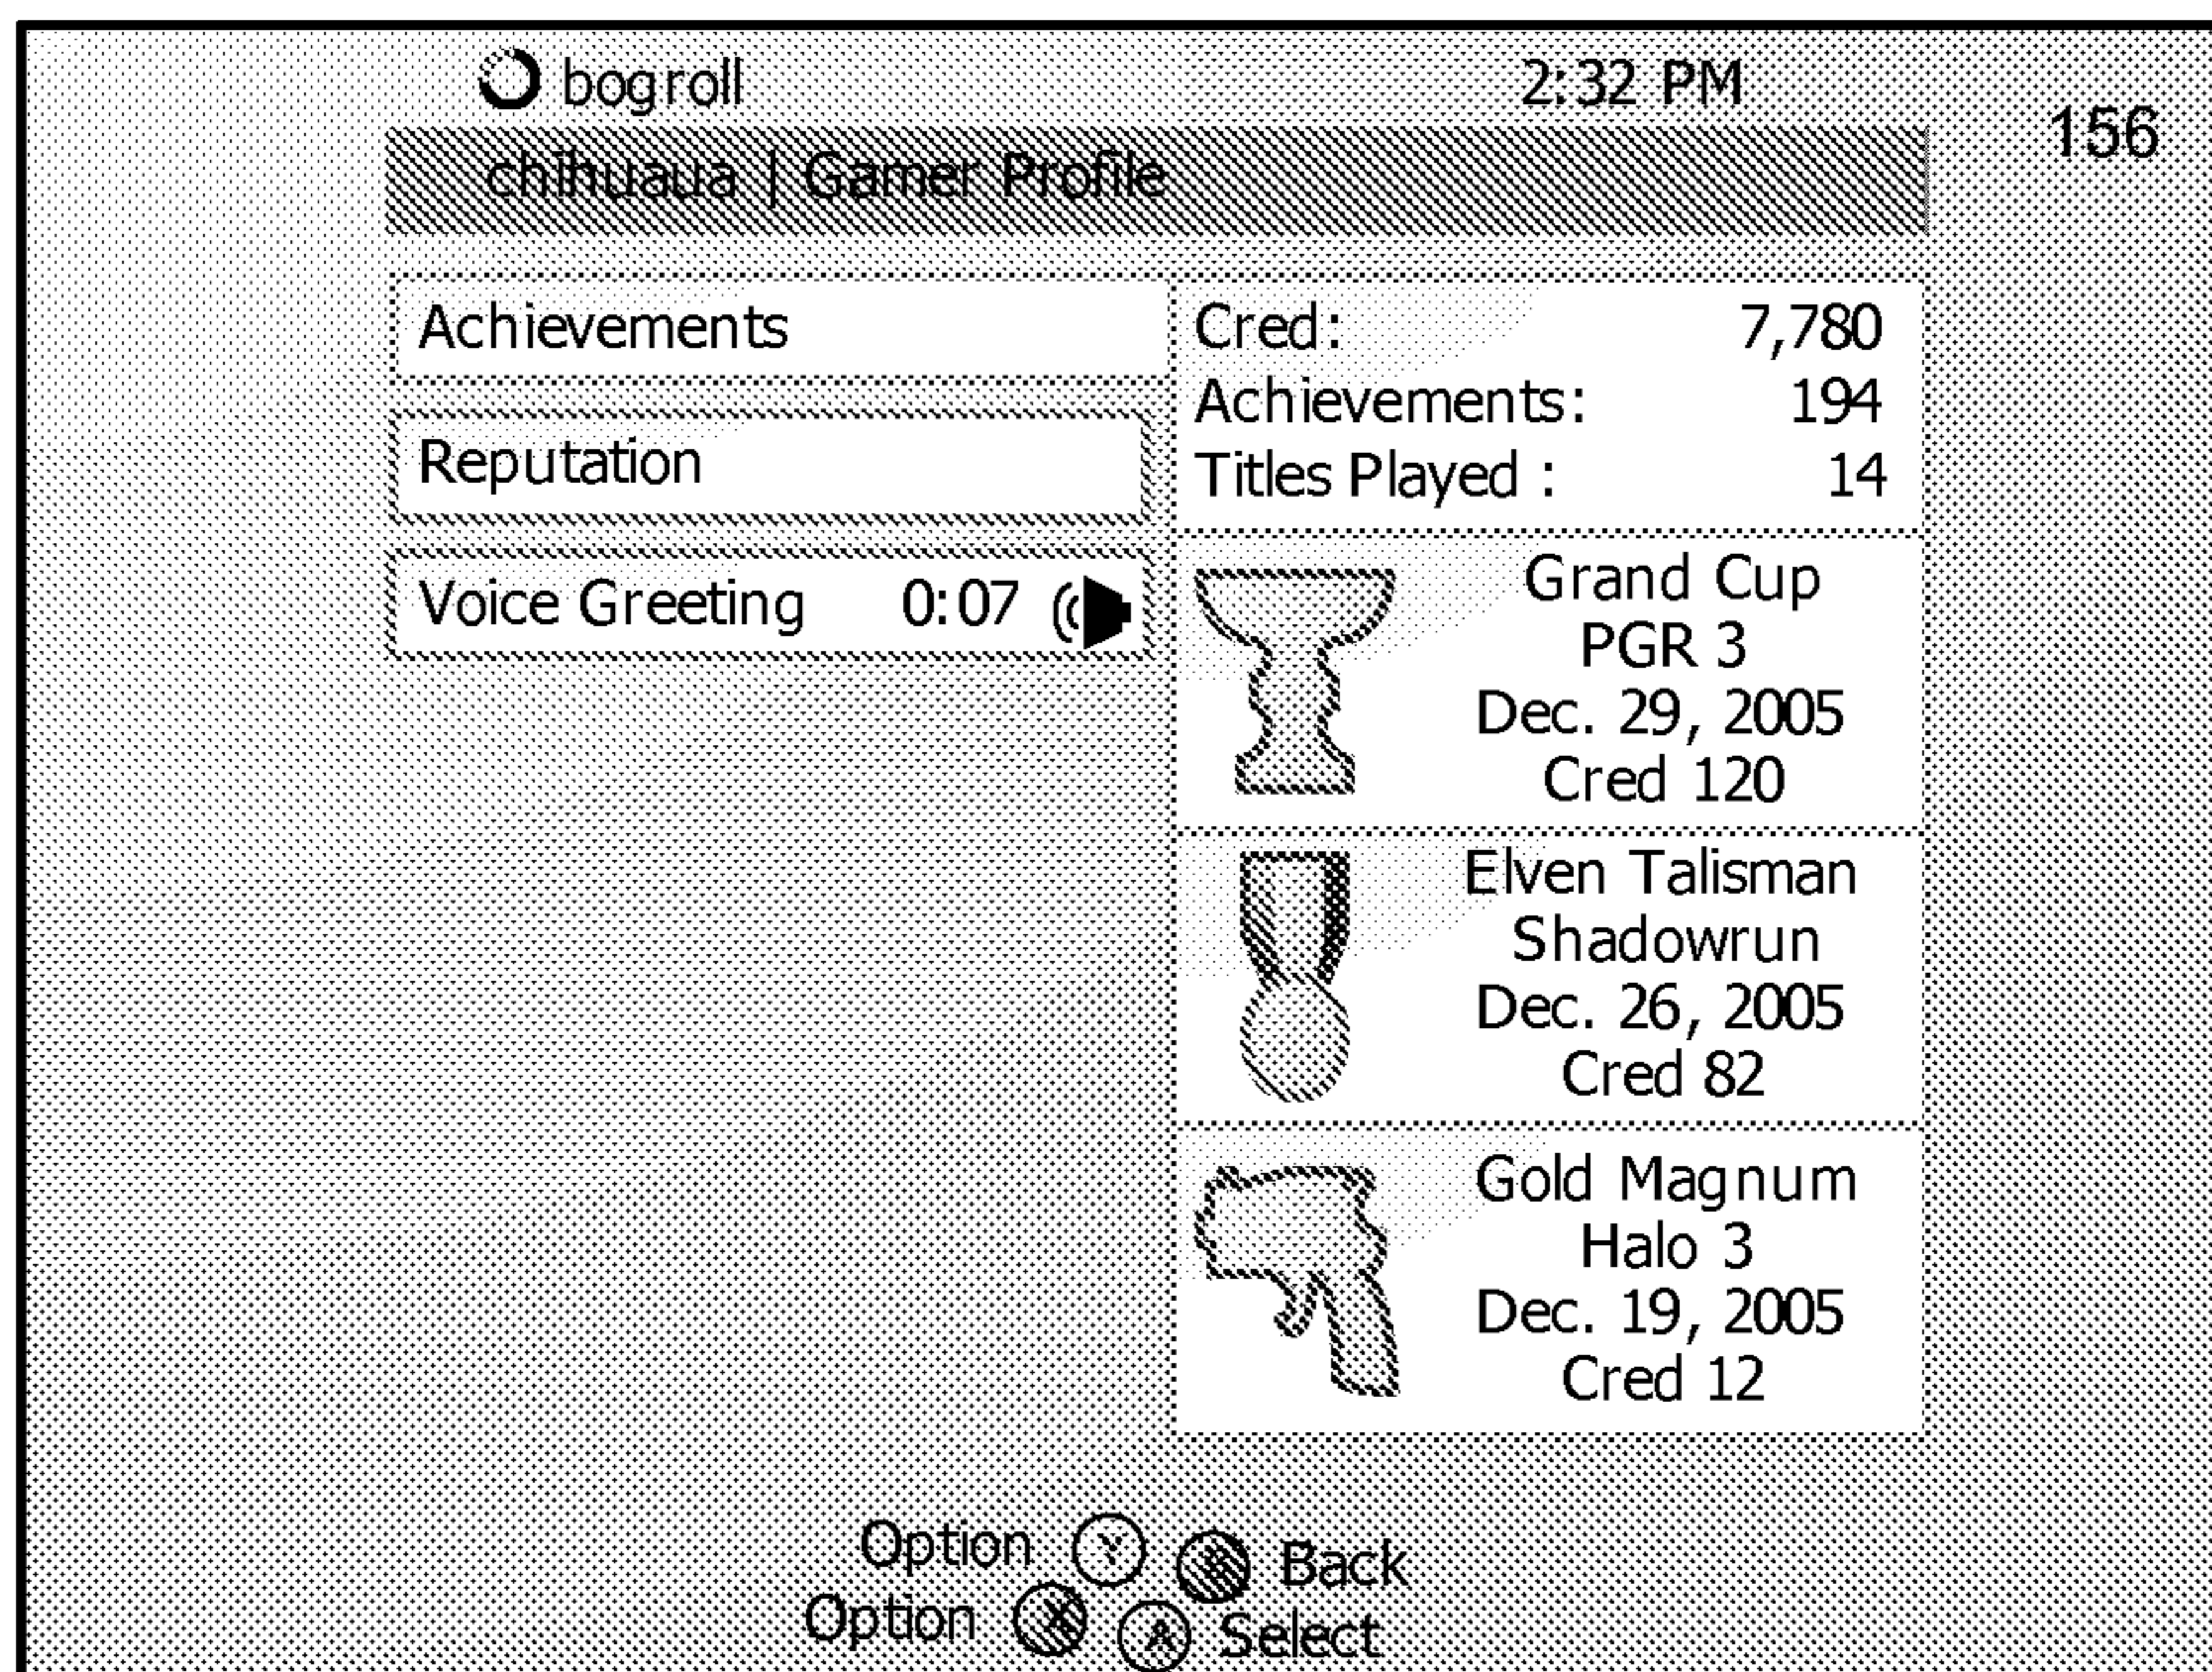 bogroll 2:32 PM
156
chihuaua | Gamer Profile
Achievements
Reputation
Voice Greeting 0:07
Cred: 7,780
Achievements: 194
Titles Played : 14
Grand Cup
PGR 3
Dec. 29, 2005
Cred 120
Elven Talisman
Shadowrun
Dec. 26, 2005
Cred 82
Gold Magnum
Halo 3
Dec. 19, 2005
Cred 12
Option Y B Back
Option X A Select